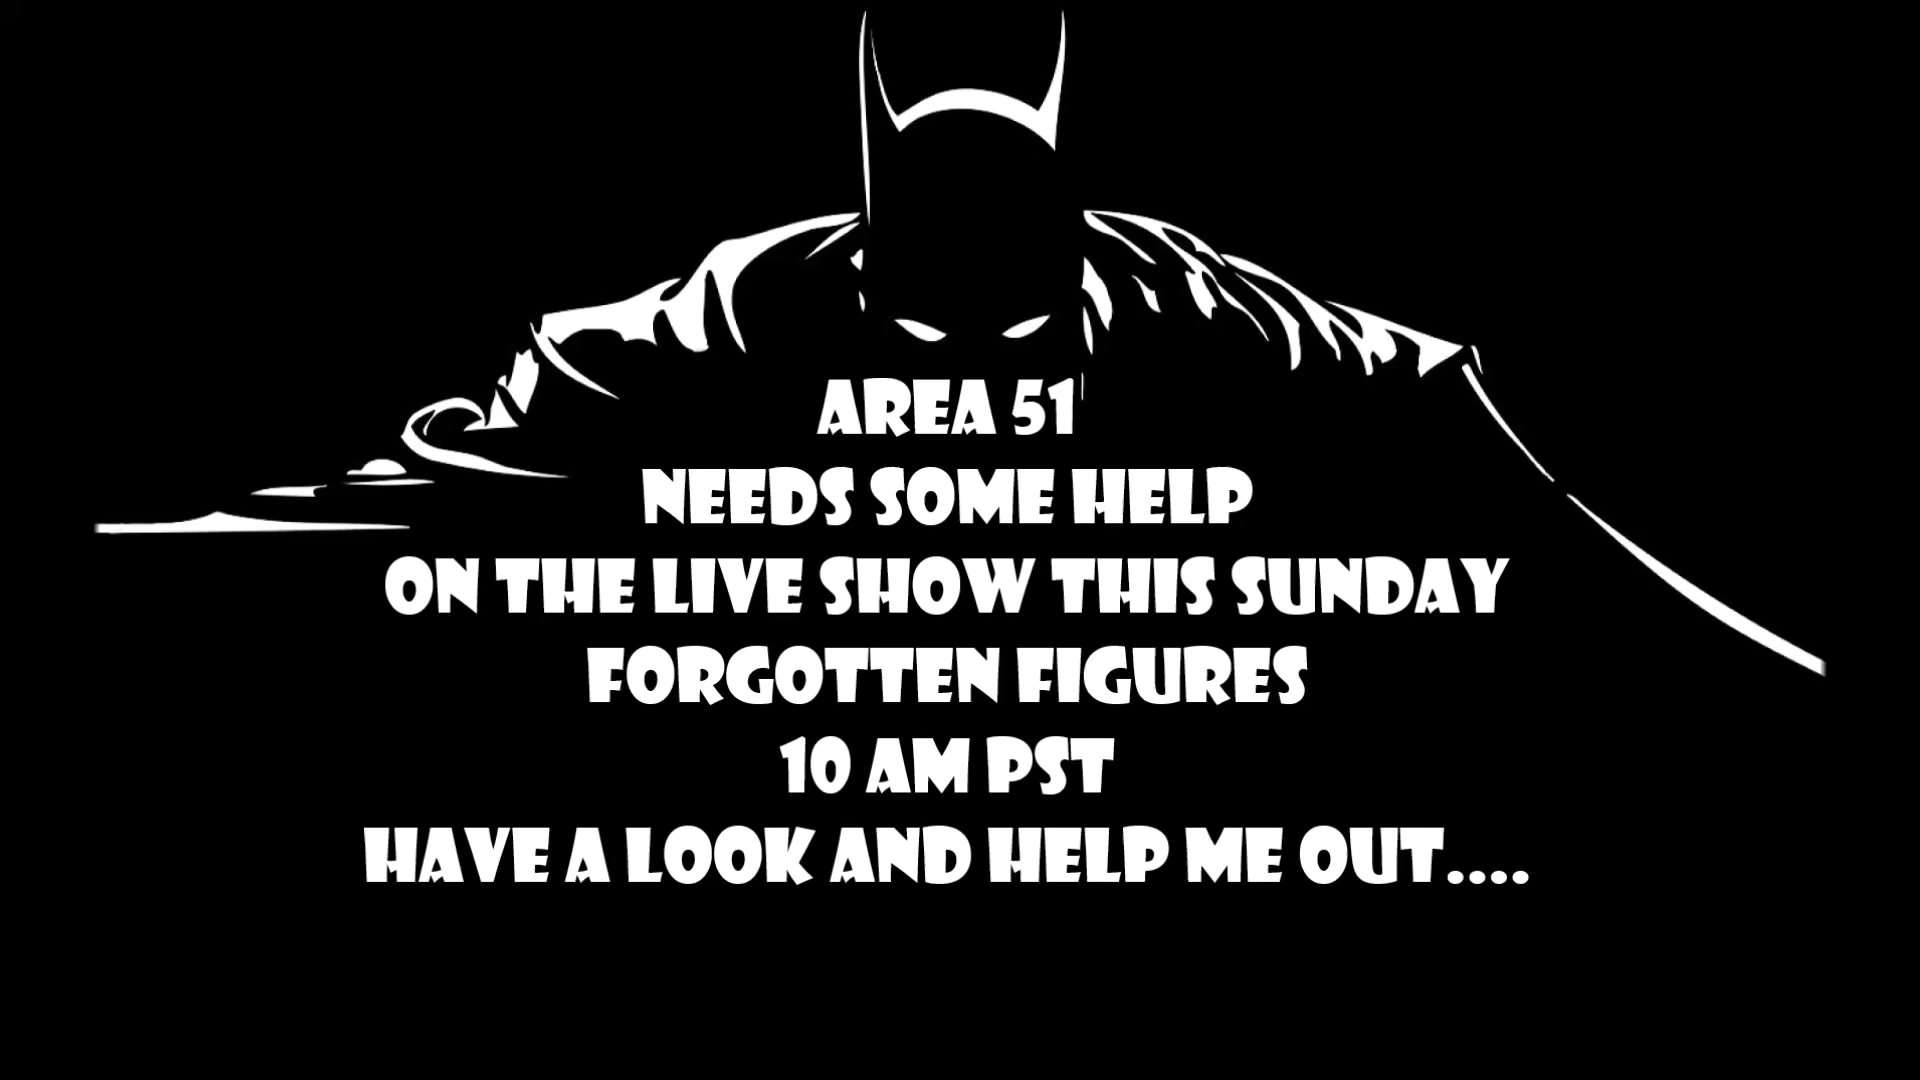 AREA 51
NEEDS SOME HELP
ON THE LIVE SHOW THIS SUNDAY
FORGOTTEN FIGURES
10 AM PST
HAVE A LOOK AND HELP ME OUT....